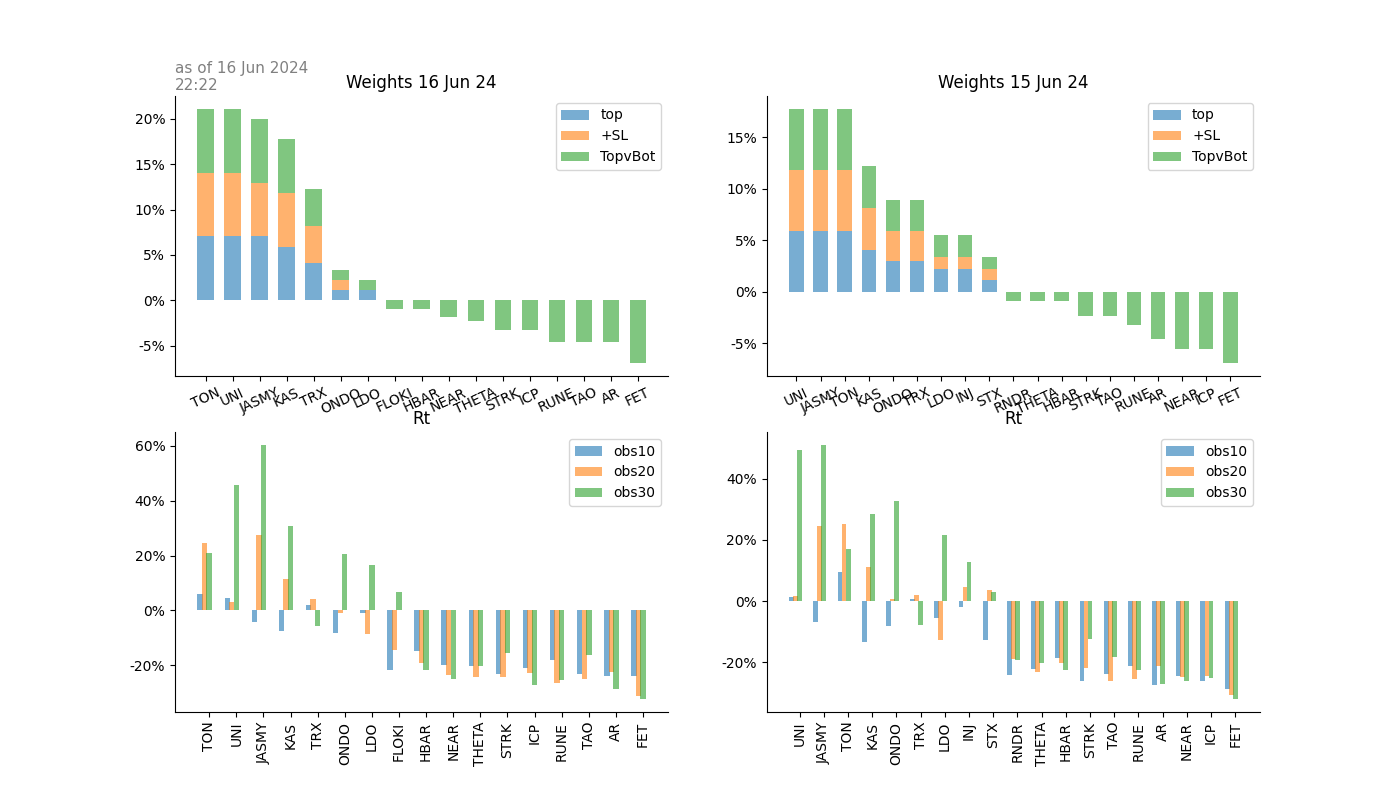 as of 16 Jun 2024
22:22
Weights 16 Jun 24
20%
15%
10%
5%
0%
-5%
top
+SL
TopvBot
TON UNI JASMY KAS TRX ONDO LDO FLOKI HBAR NEAR THETA STRK ICP RUNE TAO AR FET
Weights 15 Jun 24
15%
10%
5%
0%
-5%
top
+SL
TopvBot
UNI JASMY TON KAS ONDO TRX LDO INJ STX RNDR THETA HBAR STRK TAO RUNE AR NEAR ICP FET
Rt
60%
40%
20%
0%
-20%
obs10
obs20
obs30
TON UNI JASMY KAS TRX ONDO LDO FLOKI HBAR NEAR THETA STRK ICP RUNE TAO AR FET
Rt
40%
20%
0%
-20%
obs10
obs20
obs30
UNI JASMY TON KAS ONDO TRX LDO INJ STX RNDR THETA HBAR STRK TAO RUNE AR NEAR ICP FET